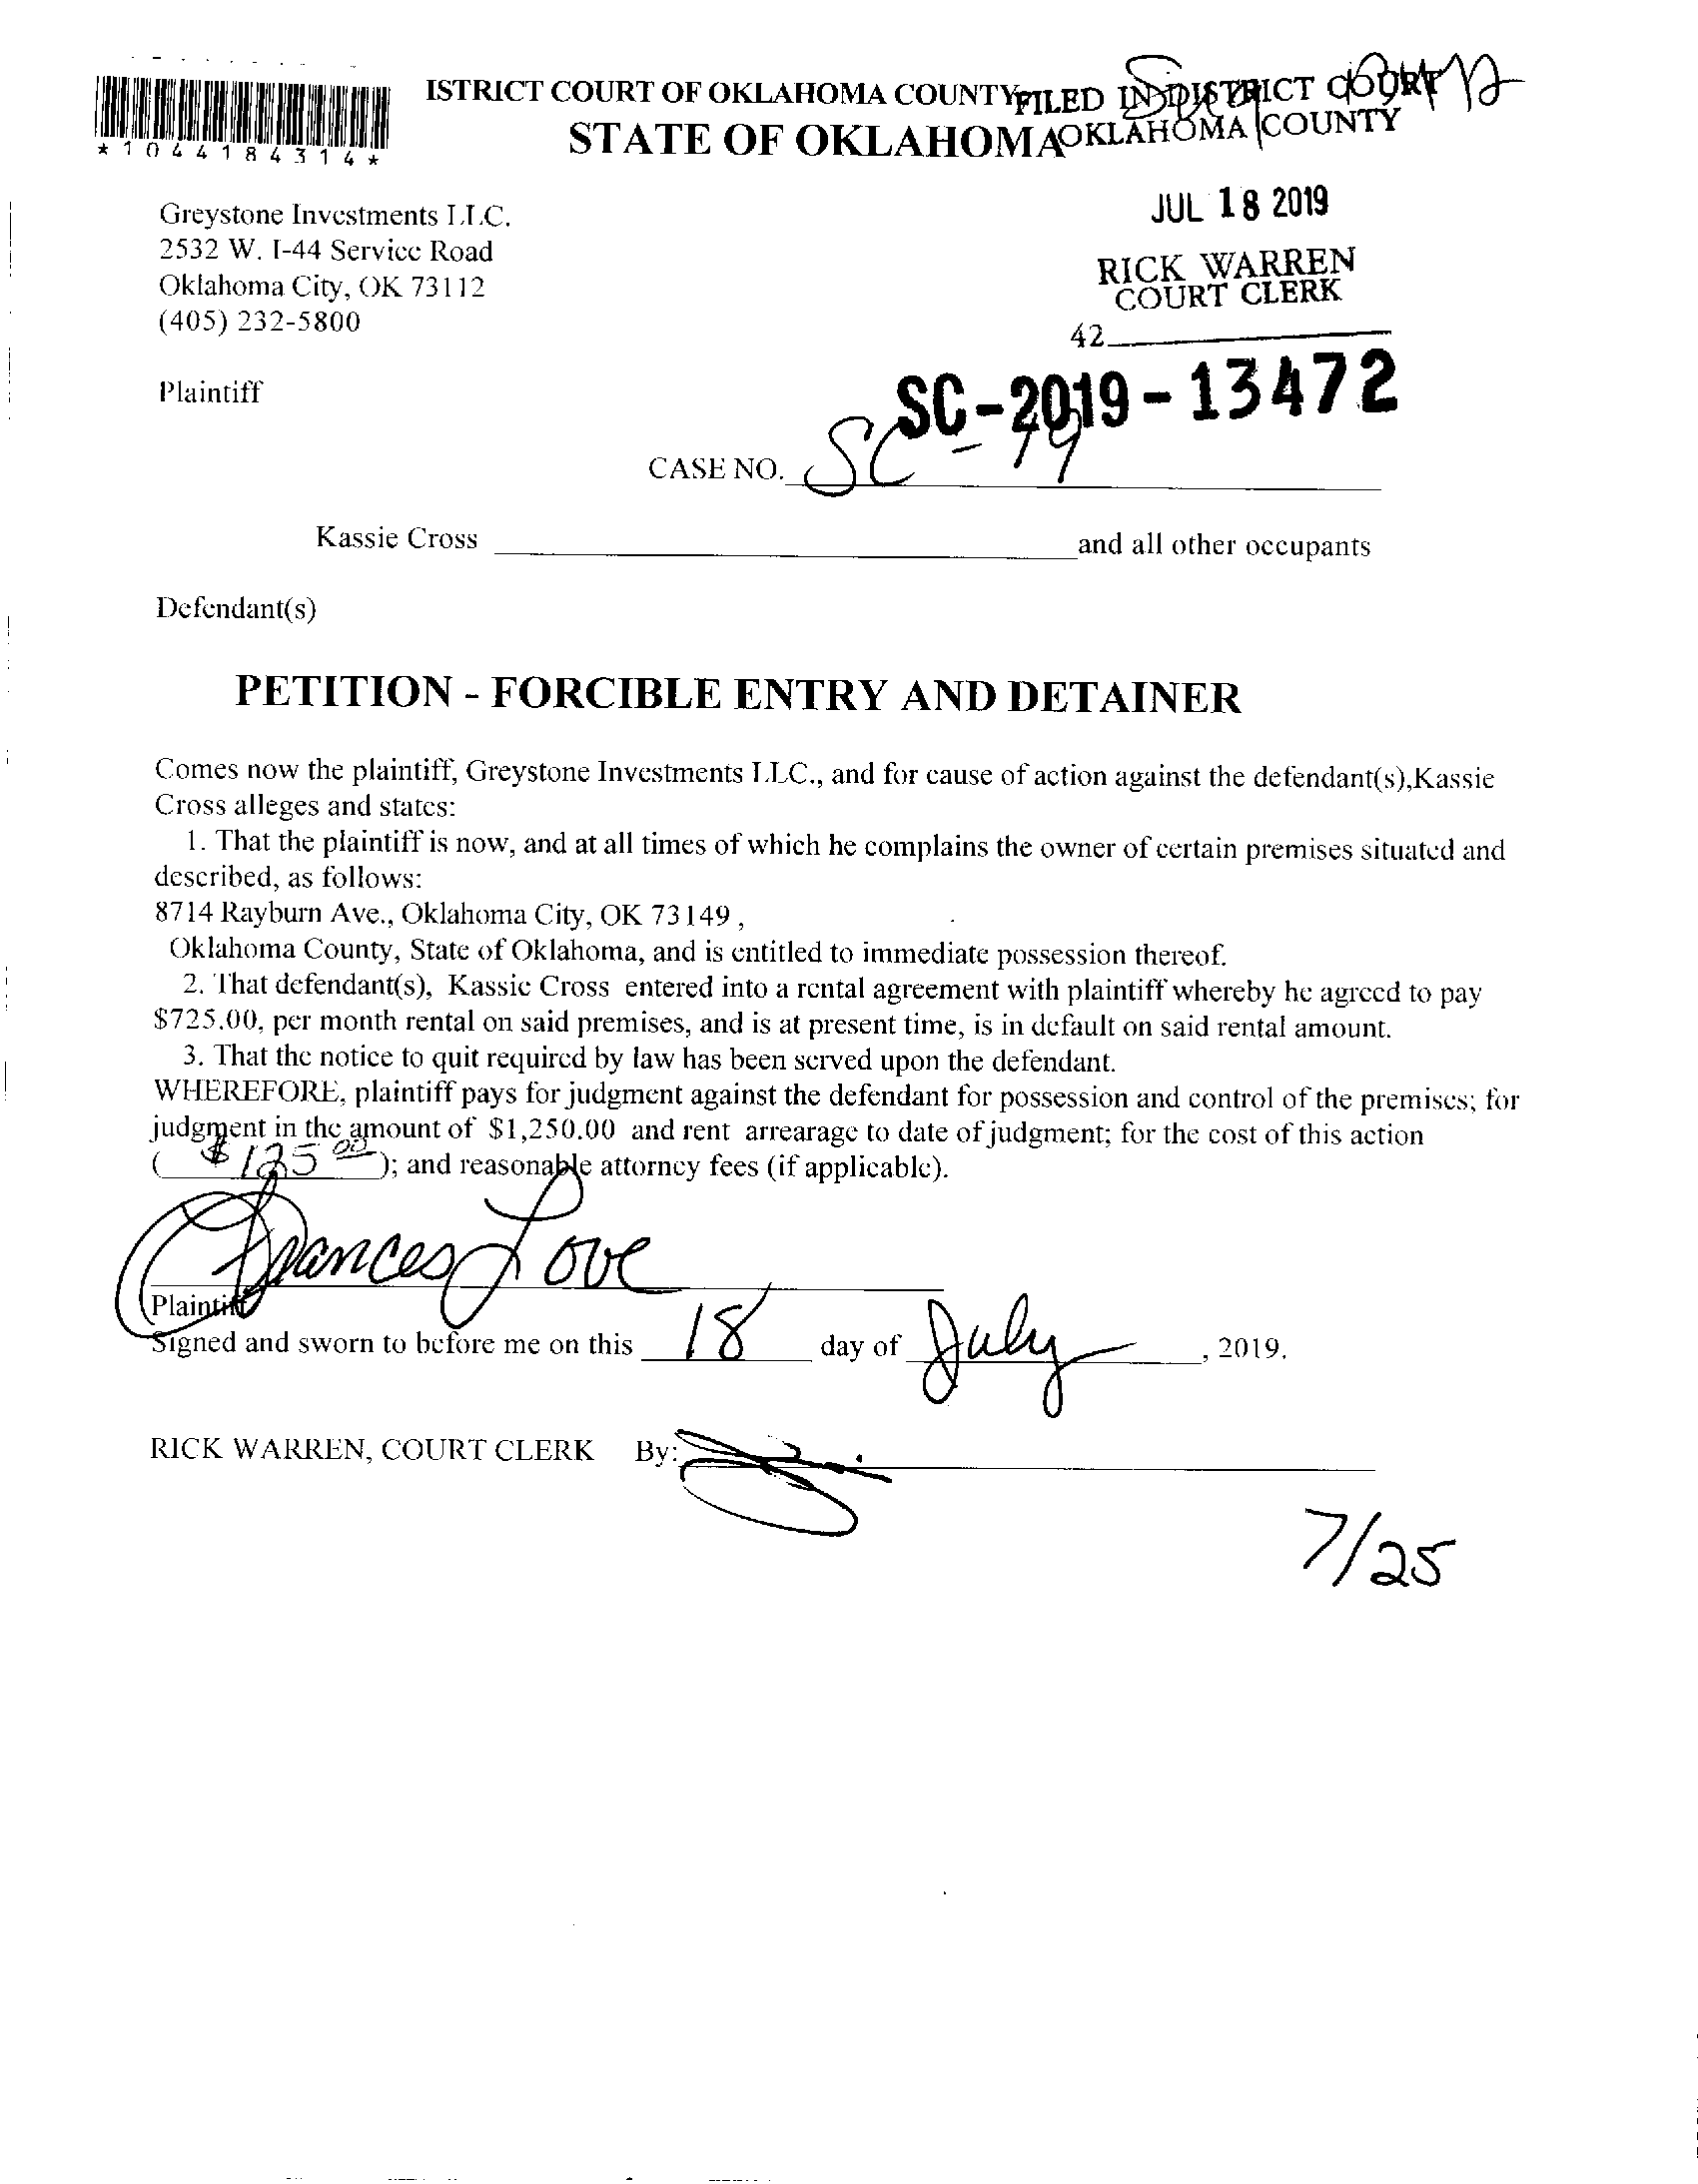 ISTRICT COURT OF OKLAHOMA COUNTY
STATE OF OKLAHOMA
FILED IN DISTRICT COURT
OKLAHOMA COUNTY
*1044184314*
JUL 18 2019
RICK WARREN
COURT CLERK
42
Greystone Investments LLC.
2532 W. I-44 Service Road
Oklahoma City, OK 73112
(405) 232-5800
Plaintiff
SC-2019-13472
CASE NO. SC-19
Kassie Cross and all other occupants
Defendant(s)
PETITION - FORCIBLE ENTRY AND DETAINER
Comes now the plaintiff, Greystone Investments LLC., and for cause of action against the defendant(s),Kassie
Cross alleges and states:
1. That the plaintiff is now, and at all times of which he complains the owner of certain premises situated and
described, as follows:
8714 Rayburn Ave., Oklahoma City, OK 73149 ,
Oklahoma County, State of Oklahoma, and is entitled to immediate possession thereof.
2. That defendant(s), Kassie Cross entered into a rental agreement with plaintiff whereby he agreed to pay
$725.00, per month rental on said premises, and is at present time, is in default on said rental amount.
3. That the notice to quit required by law has been served upon the defendant.
WHEREFORE, plaintiff pays for judgment against the defendant for possession and control of the premises; for
judgment in the amount of $1,250.00 and rent arrearage to date of judgment; for the cost of this action
( $125 00 ); and reasonable attorney fees (if applicable).
Frances Love
Plaintiff
Signed and sworn to before me on this 18 day of July , 2019.
RICK WARREN, COURT CLERK By:
7/25